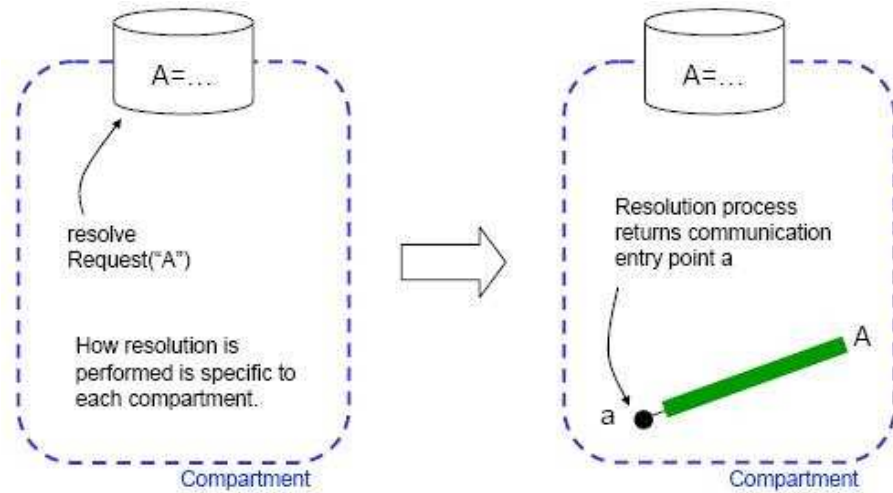 A=...
resolve
Request("A")
How resolution is
performed is specific to
each compartment.
Compartment
A=...
Resolution process
returns communication
entry point a
A
a
Compartment